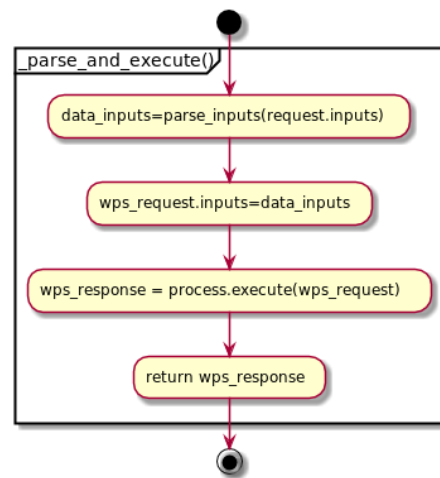 _parse_and_execute()
data_inputs=parse_inputs(request.inputs)
wps_request.inputs=data_inputs
wps_response = process.execute(wps_request)
return wps_response